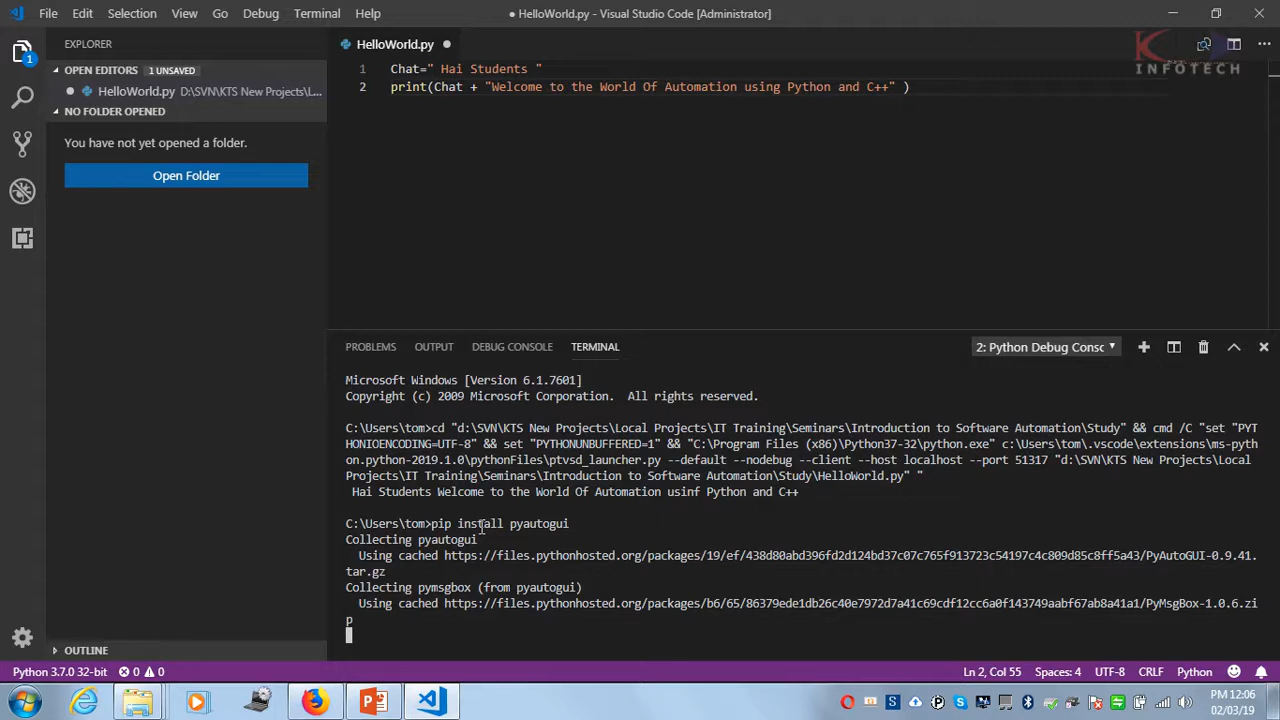 File Edit Selection View Go Debug Terminal Help
● HelloWorld.py - Visual Studio Code [Administrator]
EXPLORER
OPEN EDITORS 1 UNSAVED
● HelloWorld.py D:\SVN\KTS New Projects\L...
NO FOLDER OPENED
You have not yet opened a folder.
Open Folder
OUTLINE
1
HelloWorld.py ●
K
INFOTECH
1 Chat=" Hai Students "
2 print(Chat + "Welcome to the World Of Automation using Python and C++" )
PROBLEMS OUTPUT DEBUG CONSOLE TERMINAL
2: Python Debug Consc
Microsoft Windows [Version 6.1.7601]
Copyright (c) 2009 Microsoft Corporation.  All rights reserved.
C:\Users\tom>cd "d:\SVN\KTS New Projects\Local Projects\IT Training\Seminars\Introduction to Software Automation\Study" && cmd /C "set "PYT
HONIOENCODING=UTF-8" && set "PYTHONUNBUFFERED=1" && "C:\Program Files (x86)\Python37-32\python.exe" c:\Users\tom\.vscode\extensions\ms-pyth
on.python-2019.1.0\pythonFiles\ptvsd_launcher.py --default --nodebug --client --host localhost --port 51317 "d:\SVN\KTS New Projects\Local
Projects\IT Training\Seminars\Introduction to Software Automation\Study\HelloWorld.py" "
Hai Students Welcome to the World Of Automation usinf Python and C++
C:\Users\tom>pip install pyautogui
Collecting pyautogui
Using cached https://files.pythonhosted.org/packages/19/ef/438d80abd396fd2d124bd37c07c765f913723c54197c4c809d85c8ff5a43/PyAutoGUI-0.9.41.
tar.gz
Collecting pymsgbox (from pyautogui)
Using cached https://files.pythonhosted.org/packages/b6/65/86379ede1db26c40e7972d7a41c69cdf12cc6a0f143749aabf67ab8a41a1/PyMsgBox-1.0.6.zi
p
Python 3.7.0 32-bit 0 0
Ln 2, Col 55 Spaces: 4 UTF-8 CRLF Python
PM 12:06
02/03/19